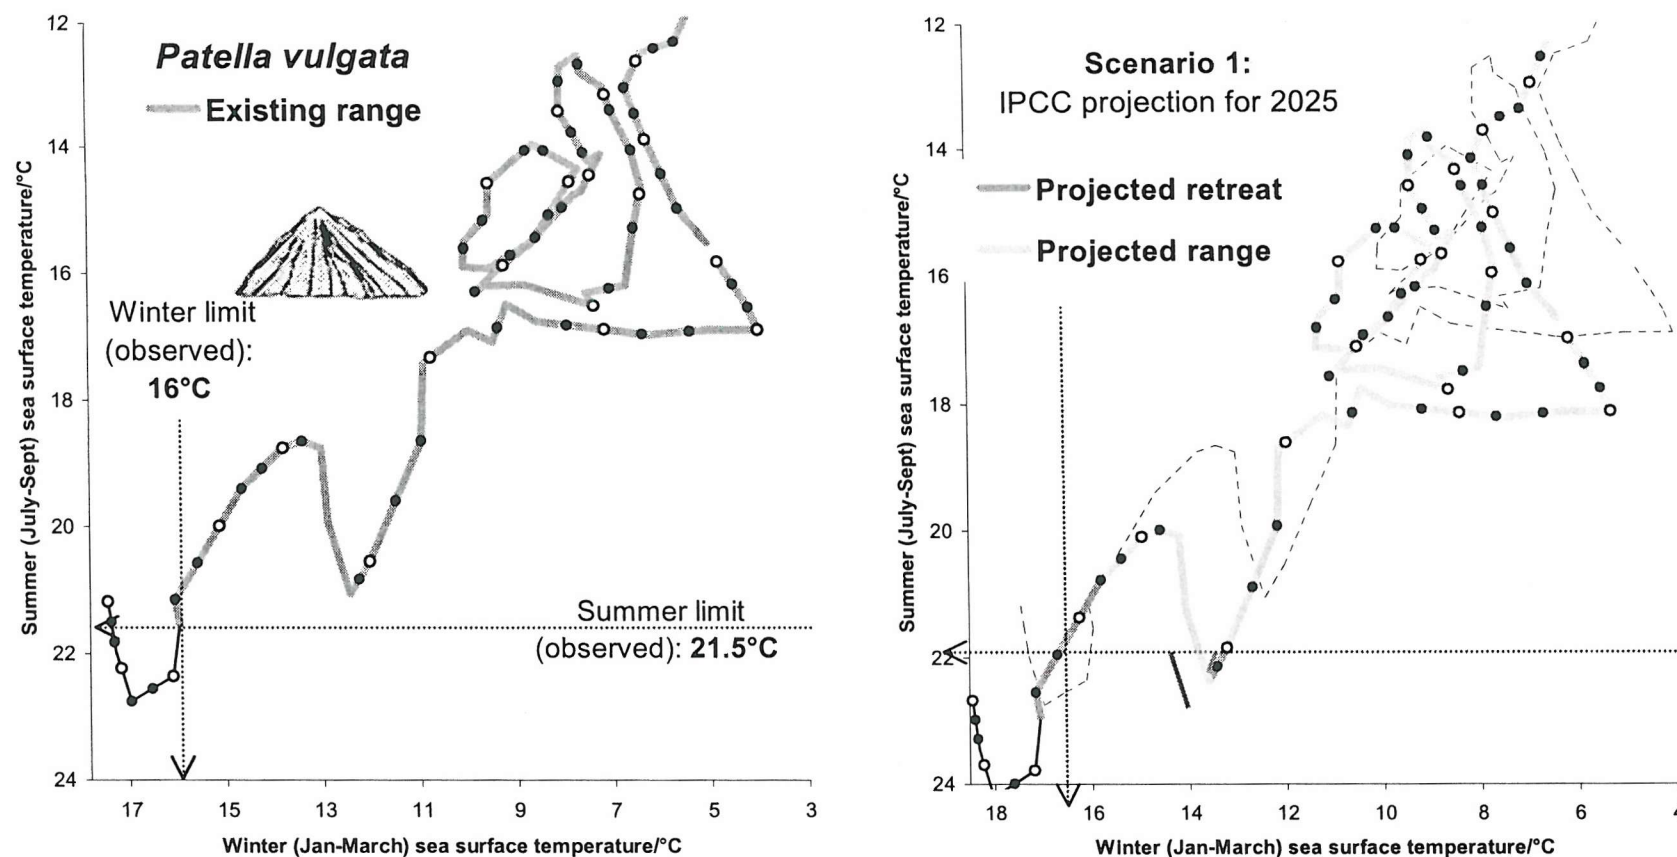 12
14
16
18
20
22
24
Summer (July-Sept) sea surface temperature/°C
Patella vulgata
Existing range
Winter limit
(observed):
16°C
Summer limit
(observed): 21.5°C
17
15
13
11
9
7
5
3
Winter (Jan-March) sea surface temperature/°C
12
14
16
18
20
22
24
Summer (July-Sept) sea surface temperature/°C
Scenario 1:
IPCC projection for 2025
Projected retreat
Projected range
18
16
14
12
10
8
6
4
Winter (Jan-March) sea surface temperature/°C